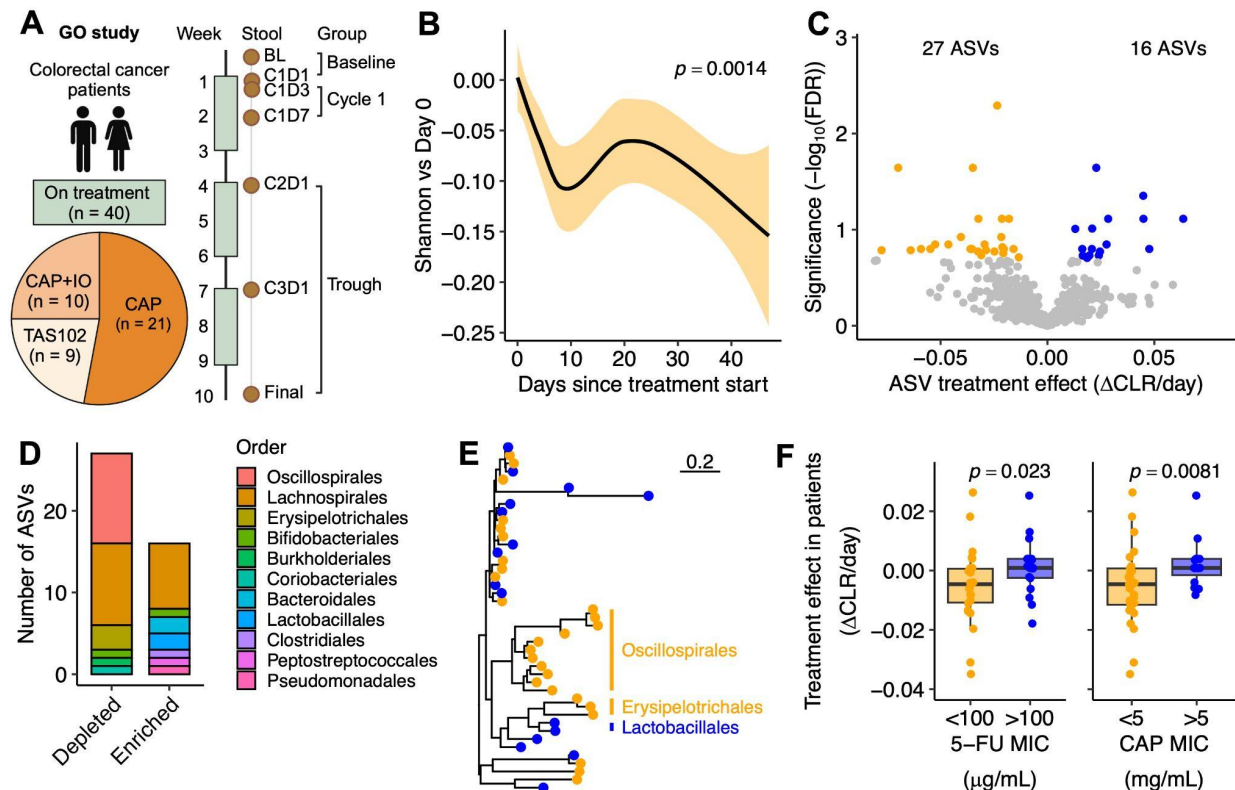 A
GO study
Colorectal cancer
patients
On treatment
(n = 40)
CAP+IO
(n = 10)
CAP
(n = 21)
TAS102
(n = 9)
Week
Stool
Group
1
2
3
4
5
6
7
8
9
10
BL
C1D1
C1D3
C1D7
C2D1
C3D1
Final
Baseline
Cycle 1
Trough
B
p = 0.0014
Shannon vs Day 0
0.00
−0.05
−0.10
−0.15
−0.20
−0.25
0
10
20
30
40
Days since treatment start
C
27 ASVs
16 ASVs
Significance (−log10(FDR))
3
2
1
0
−0.05
0.00
0.05
ASV treatment effect (ΔCLR/day)
D
Number of ASVs
20
10
0
Depleted
Enriched
Order
Oscillospirales
Lachnospirales
Erysipelotrichales
Bifidobacteriales
Burkholderiales
Coriobacteriales
Bacteroidales
Lactobacillales
Clostridiales
Peptostreptococcales
Pseudomonadales
E
0.2
Oscillospirales
Erysipelotrichales
Lactobacillales
F
Treatment effect in patients
(ΔCLR/day)
0.02
0.00
−0.02
−0.04
p = 0.023
p = 0.0081
<100
>100
5−FU MIC
(µg/mL)
<5
>5
CAP MIC
(mg/mL)